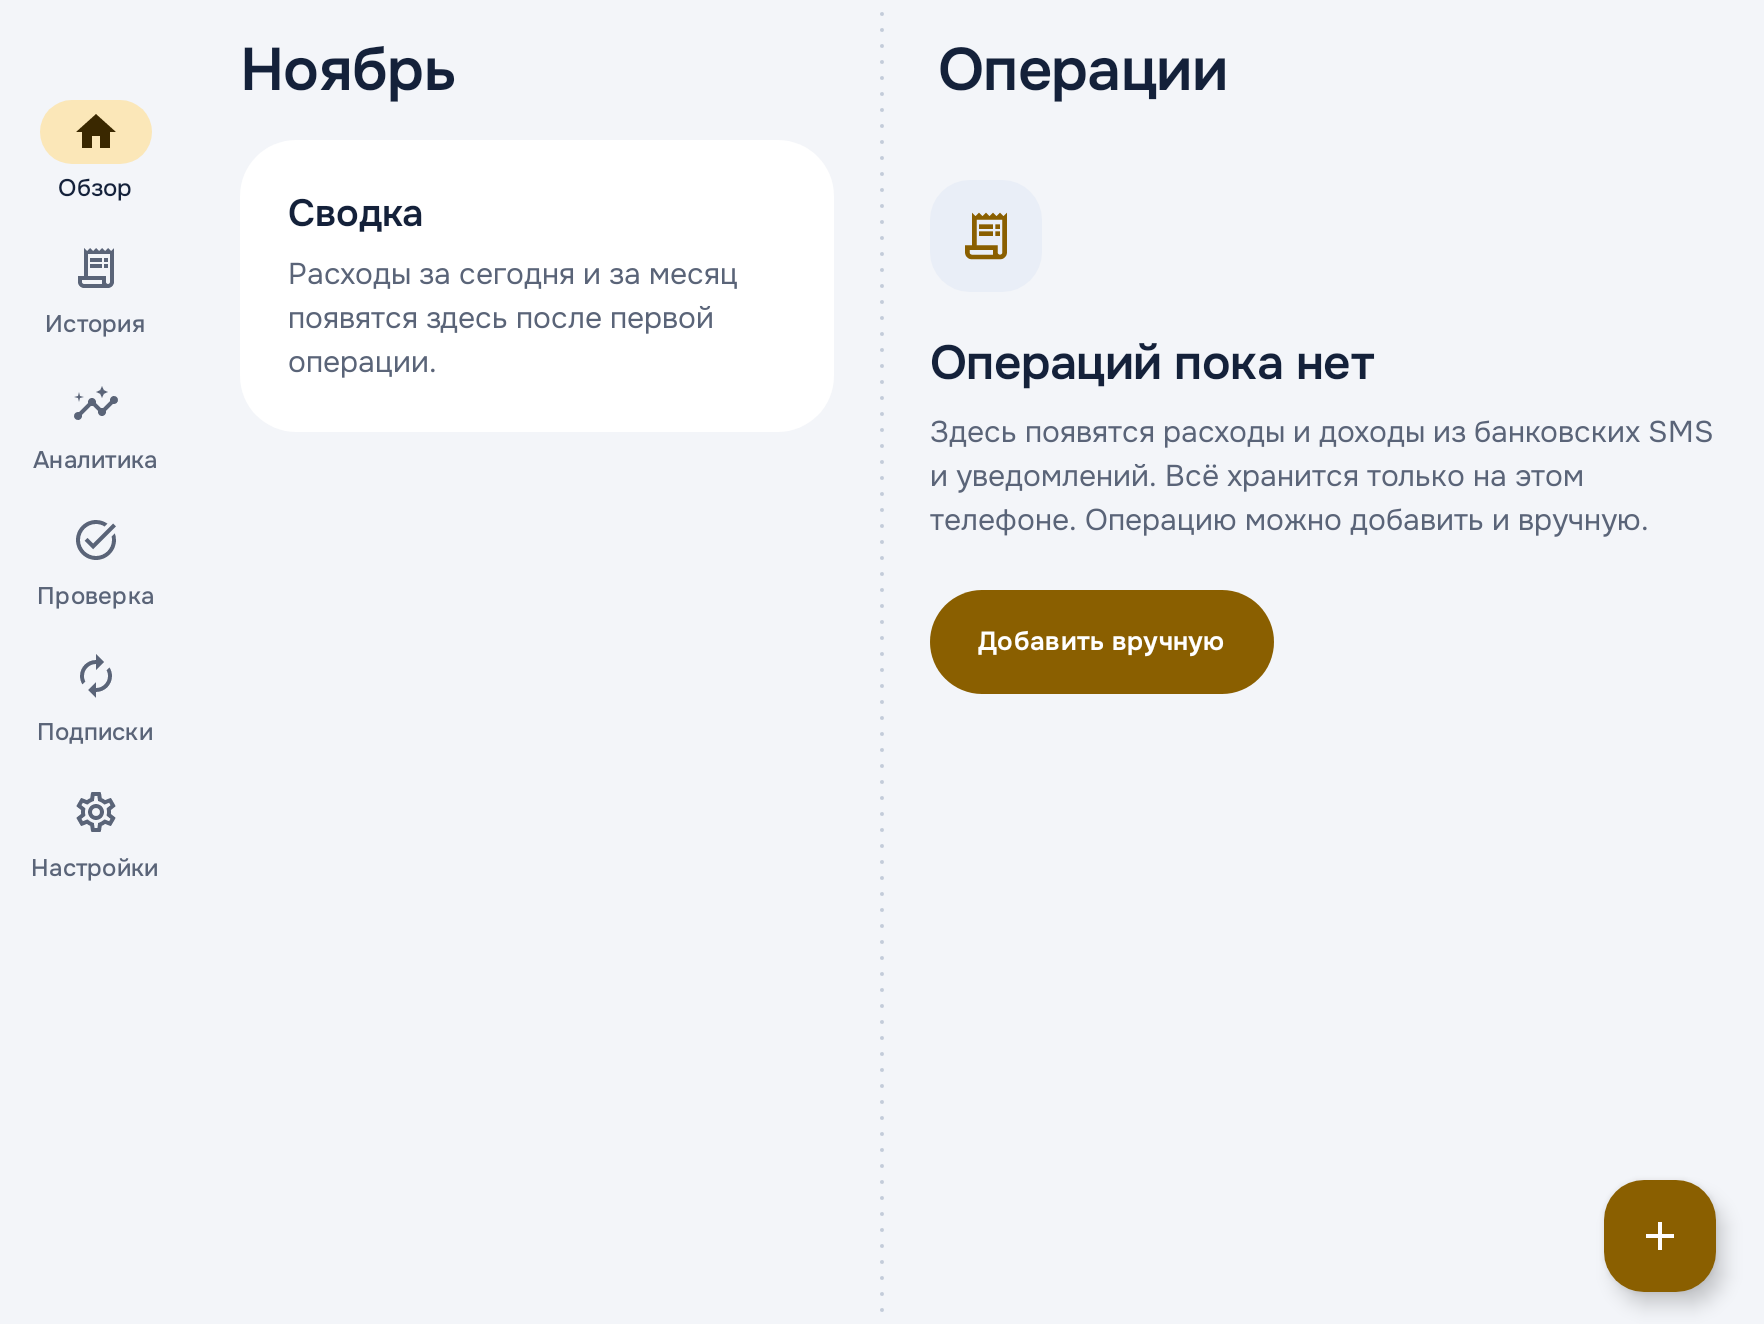 Обзор
История
Аналитика
Проверка
Подписки
Настройки
Ноябрь
Сводка
Расходы за сегодня и за месяц
появятся здесь после первой
операции.
Операции
Операций пока нет
Здесь появятся расходы и доходы из банковских SMS
и уведомлений. Всё хранится только на этом
телефоне. Операцию можно добавить и вручную.
Добавить вручную